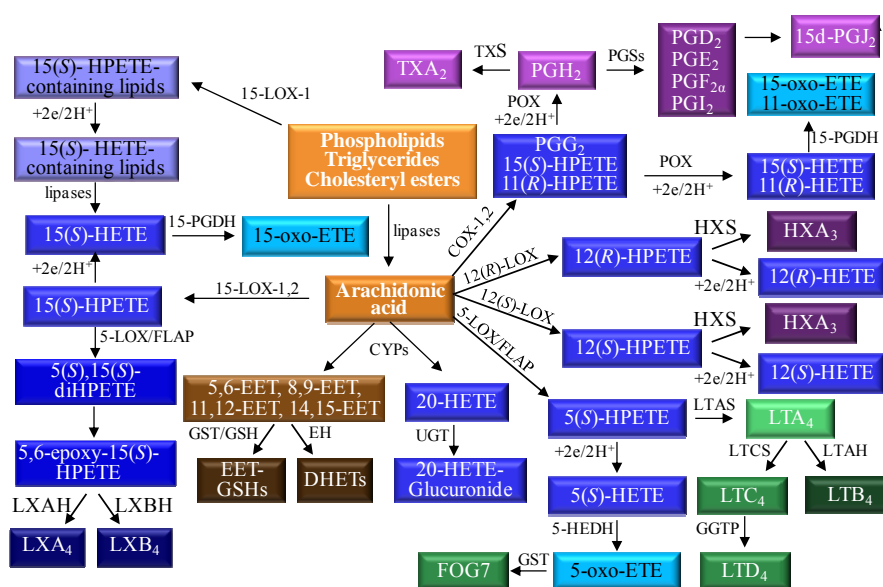 15(S)- HPETE-
containing lipids
+2e/2H⁺
15(S)- HETE-
containing lipids
lipases
15(S)-HETE
15-PGDH
15-oxo-ETE
+2e/2H⁺
15(S)-HPETE
15-LOX-1,2
5-LOX/FLAP
5(S),15(S)-
diHPETE
5,6-epoxy-15(S)-
HPETE
LXAH
LXBH
LXA₄
LXB₄
15-LOX-1
Phospholipids
Triglycerides
Cholesteryl esters
lipases
Arachidonic
acid
CYPs
5,6-EET, 8,9-EET,
11,12-EET, 14,15-EET
GST/GSH
EH
EET-
GSHs
DHETs
20-HETE
UGT
20-HETE-
Glucuronide
COX-1,2
PGG₂
15(S)-HPETE
11(R)-HPETE
POX
+2e/2H⁺
PGH₂
TXS
TXA₂
PGSs
PGD₂
PGE₂
PGF₂α
PGI₂
15d-PGJ₂
POX
+2e/2H⁺
15(S)-HETE
11(R)-HETE
15-PGDH
15-oxo-ETE
11-oxo-ETE
12(R)-LOX
12(R)-HPETE
HXS
HXA₃
+2e/2H⁺
12(R)-HETE
12(S)-LOX
12(S)-HPETE
HXS
HXA₃
+2e/2H⁺
12(S)-HETE
5-LOX/FLAP
5(S)-HPETE
LTAS
LTA₄
LTCS
LTAH
LTC₄
LTB₄
GGTP
LTD₄
+2e/2H⁺
5(S)-HETE
5-HEDH
5-oxo-ETE
GST
FOG7